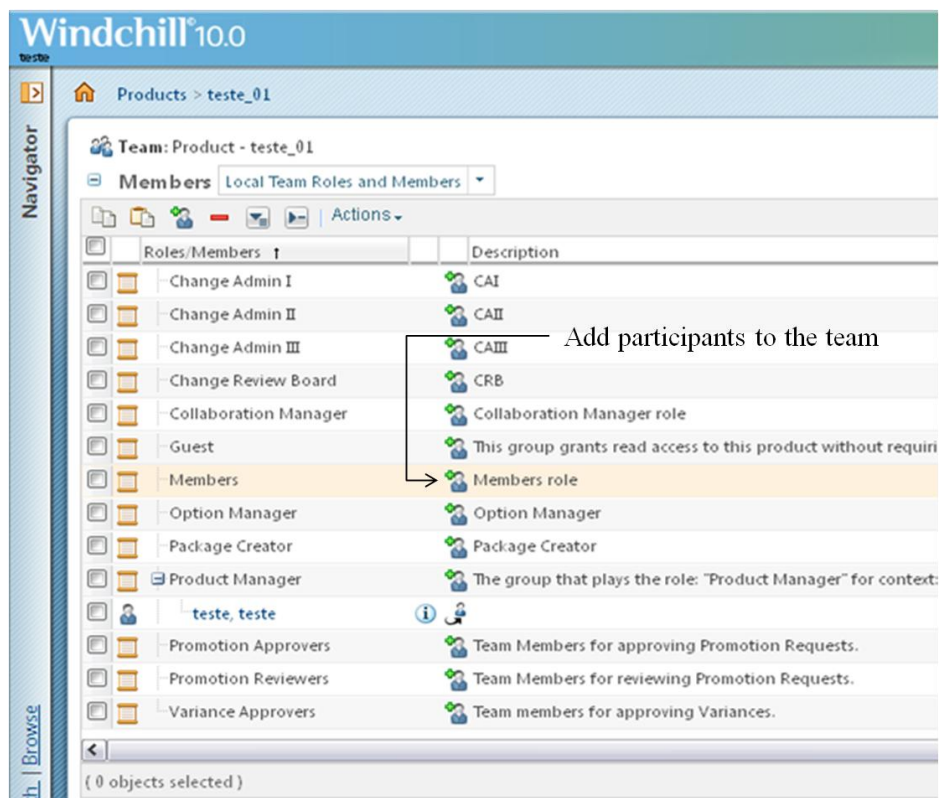 Windchill® 10.0
teste
Navigator
Products > teste_01
Team: Product - teste_01
Members Local Team Roles and Members
Actions
Roles/Members ↑ Description
Change Admin I CAI
Change Admin II CAII
Change Admin III CAIII
Add participants to the team
Change Review Board CRB
Collaboration Manager Collaboration Manager role
Guest This group grants read access to this product without requiri
Members Members role
Option Manager Option Manager
Package Creator Package Creator
Product Manager The group that plays the role: "Product Manager" for context:
teste, teste
Promotion Approvers Team Members for approving Promotion Requests.
Promotion Reviewers Team Members for reviewing Promotion Requests.
Variance Approvers Team members for approving Variances.
| Browse
( 0 objects selected )